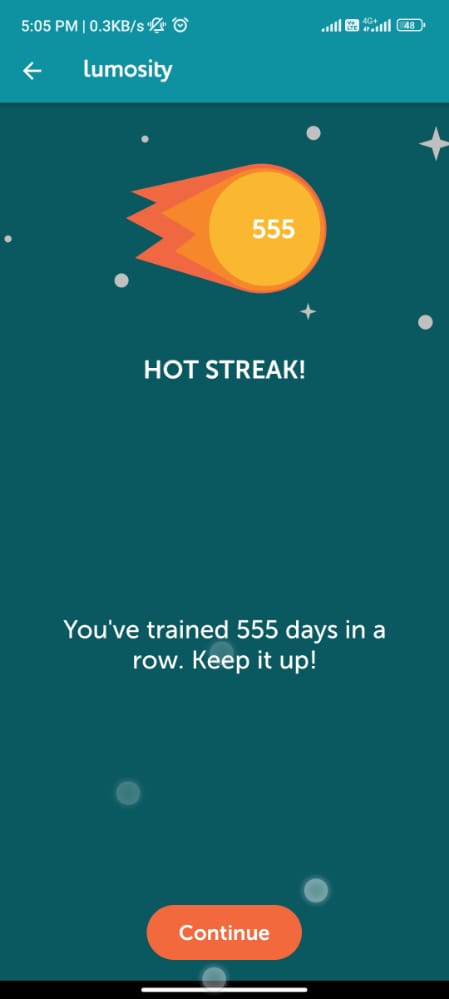 5:05 PM | 0.3KB/s 4G+ 48
lumosity
555
HOT STREAK!
You've trained 555 days in a
row. Keep it up!
Continue